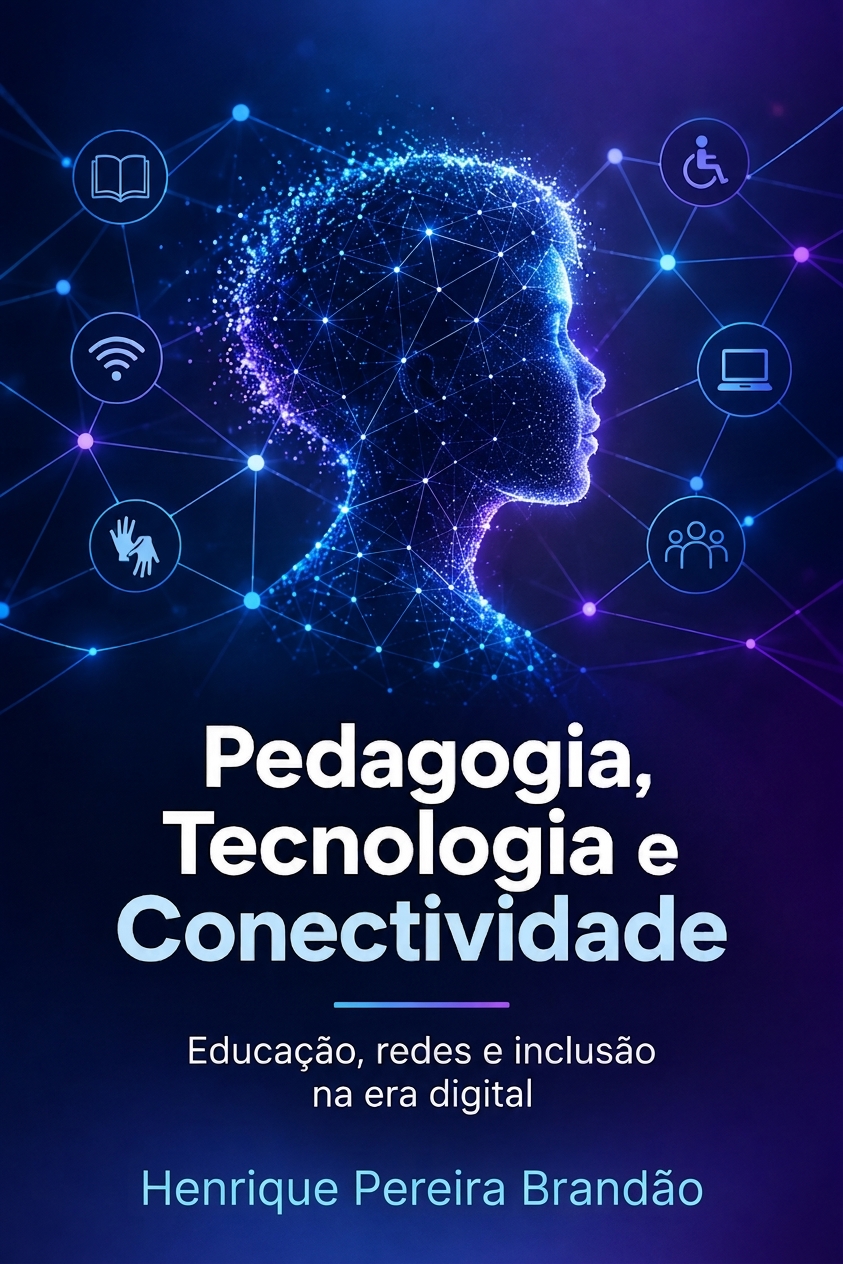 Pedagogia,
Tecnologia e
Conectividade
Educação, redes e inclusão
na era digital
Henrique Pereira Brandão